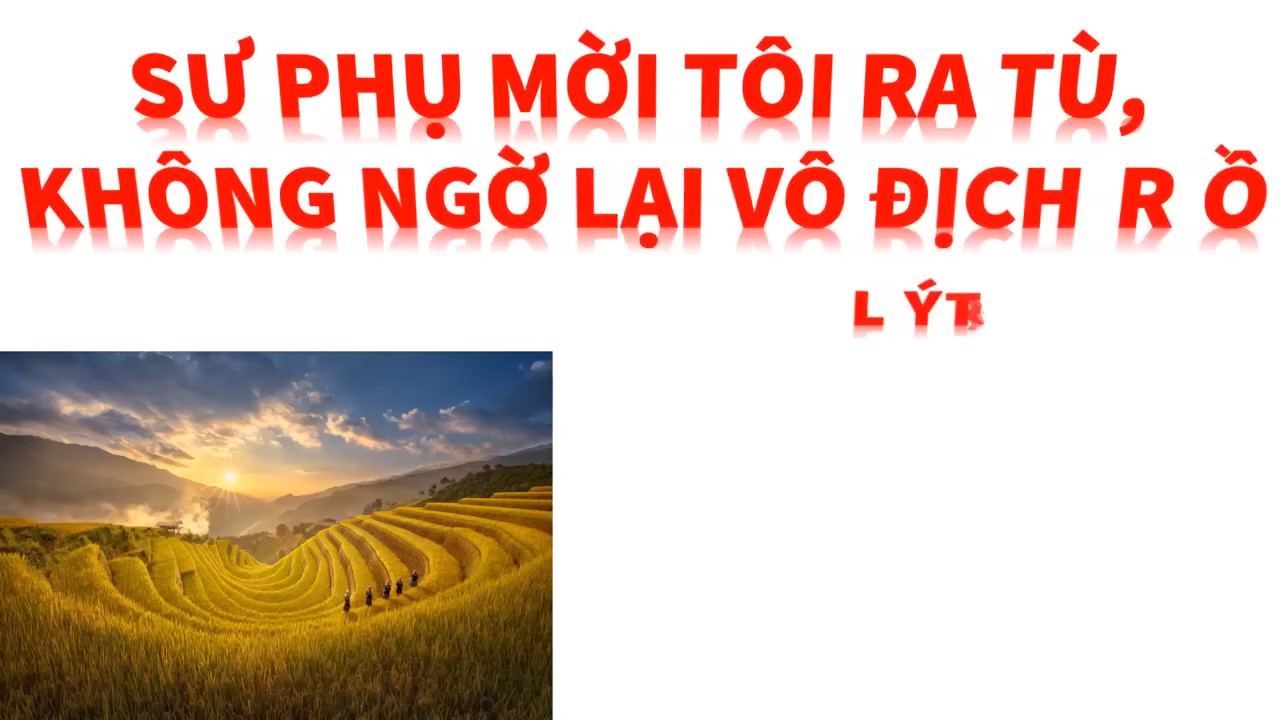 SƯ PHỤ MỜI TÔI RA TÙ,
KHÔNG NGỜ LẠI VÔ ĐỊCH R Ồ
L Ý